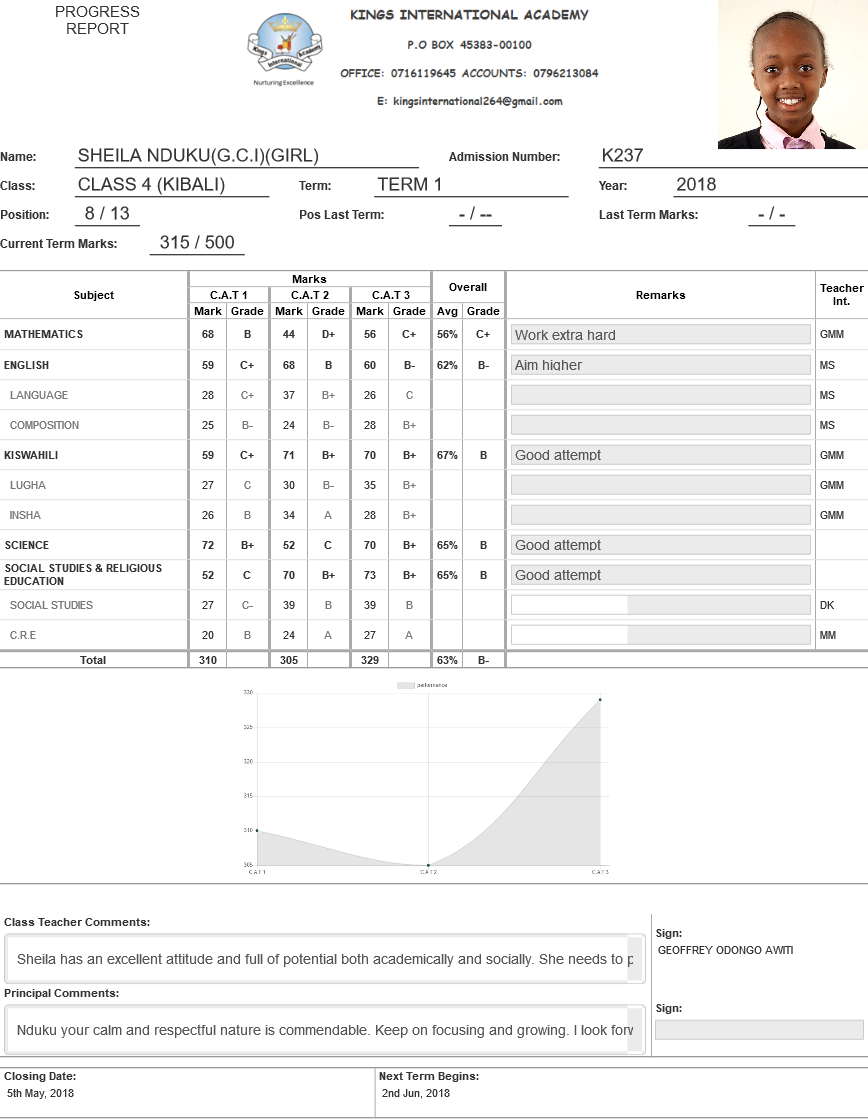 PROGRESS
REPORT
Kings International Academy
Nurturing Excellence
KINGS INTERNATIONAL ACADEMY
P.O BOX 45383-00100
OFFICE: 0716119645 ACCOUNTS: 0796213084
E: kingsinternational264@gmail.com
Name: SHEILA NDUKU(G.C.I)(GIRL) Admission Number: K237
Class: CLASS 4 (KIBALI) Term: TERM 1 Year: 2018
Position: 8 / 13 Pos Last Term: - / -- Last Term Marks: - / -
Current Term Marks: 315 / 500
Subject Marks Overall Remarks Teacher Int.
C.A.T 1 C.A.T 2 C.A.T 3
Mark Grade Mark Grade Mark Grade Avg Grade
MATHEMATICS 68 B 44 D+ 56 C+ 56% C+ Work extra hard GMM
ENGLISH 59 C+ 68 B 60 B- 62% B- Aim higher MS
LANGUAGE 28 C+ 37 B+ 26 C MS
COMPOSITION 25 B- 24 B- 28 B+ MS
KISWAHILI 59 C+ 71 B+ 70 B+ 67% B Good attempt GMM
LUGHA 27 C 30 B- 35 B+ GMM
INSHA 26 B 34 A 28 B+ GMM
SCIENCE 72 B+ 52 C 70 B+ 65% B Good attempt
SOCIAL STUDIES & RELIGIOUS
EDUCATION 52 C 70 B+ 73 B+ 65% B Good attempt
SOCIAL STUDIES 27 C- 39 B 39 B DK
C.R.E 20 B 24 A 27 A MM
Total 310 305 329 63% B-
performance
330
325
320
315
310
305
CAT1 CAT2 CAT3
Class Teacher Comments:
Sheila has an excellent attitude and full of potential both academically and socially. She needs to p
Sign:
GEOFFREY ODONGO AWITI
Principal Comments:
Nduku your calm and respectful nature is commendable. Keep on focusing and growing. I look forw
Sign:
Closing Date: Next Term Begins:
5th May, 2018 2nd Jun, 2018